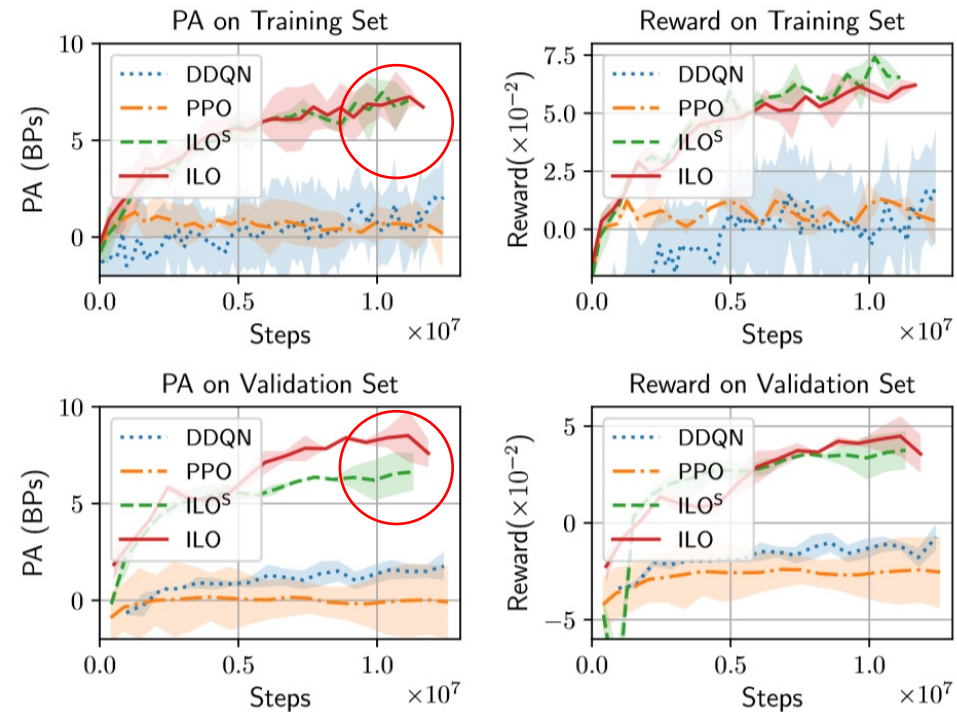 PA on Training Set
PA (BPs)
10
5
0
DDQN
PPO
ILO^S
ILO
0.0 0.5 1.0
Steps ×10^7
Reward on Training Set
Reward(×10^−2)
7.5
5.0
2.5
0.0
DDQN
PPO
ILO^S
ILO
0.0 0.5 1.0
Steps ×10^7
PA on Validation Set
PA (BPs)
10
5
0
DDQN
PPO
ILO^S
ILO
0.0 0.5 1.0
Steps ×10^7
Reward on Validation Set
Reward(×10^−2)
5
0
−5
DDQN
PPO
ILO^S
ILO
0.0 0.5 1.0
Steps ×10^7